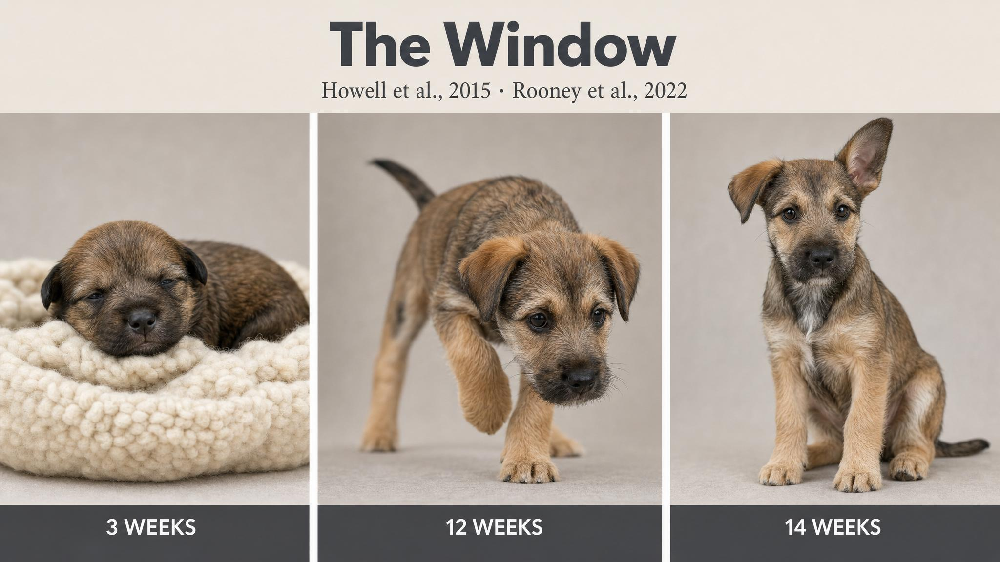 The Window
Howell et al., 2015 · Rooney et al., 2022
3 WEEKS
12 WEEKS
14 WEEKS